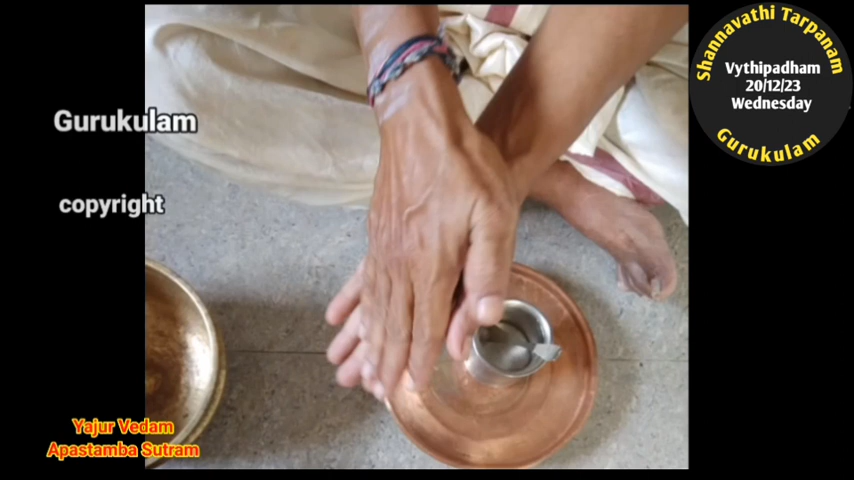 Shannavathi Tarpanam
Vythipadham
20/12/23
Wednesday
Gurukulam
Gurukulam
copyright
Yajur Vedam
Apastamba Sutram